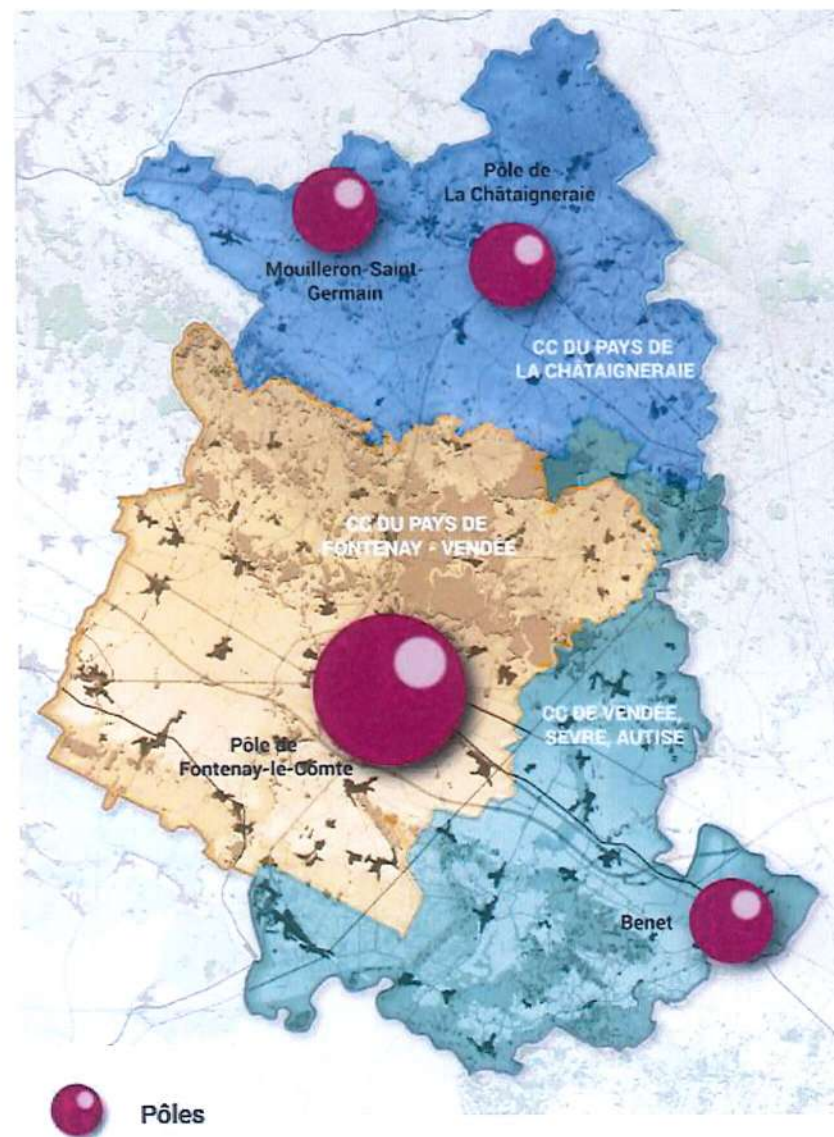 Pôle de
La Châtaigneraie
Mouilleron-Saint-
Germain
CC DU PAYS DE
LA CHÂTAIGNERAIE
CC DU PAYS DE
FONTENAY - VENDÉE
CC DE VENDÉE,
SÈVRE, AUTISE
Pôle de
Fontenay-le-Comte
Benet
Pôles